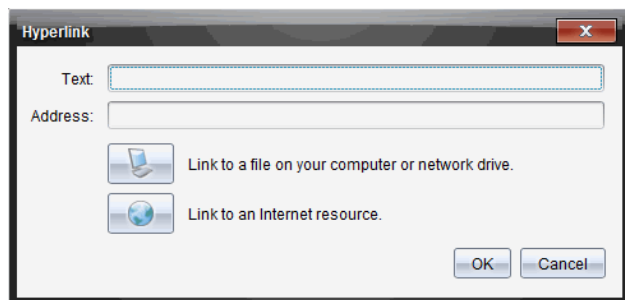 Hyperlink
Text:
Address:
Link to a file on your computer or network drive.
Link to an Internet resource.
OK Cancel